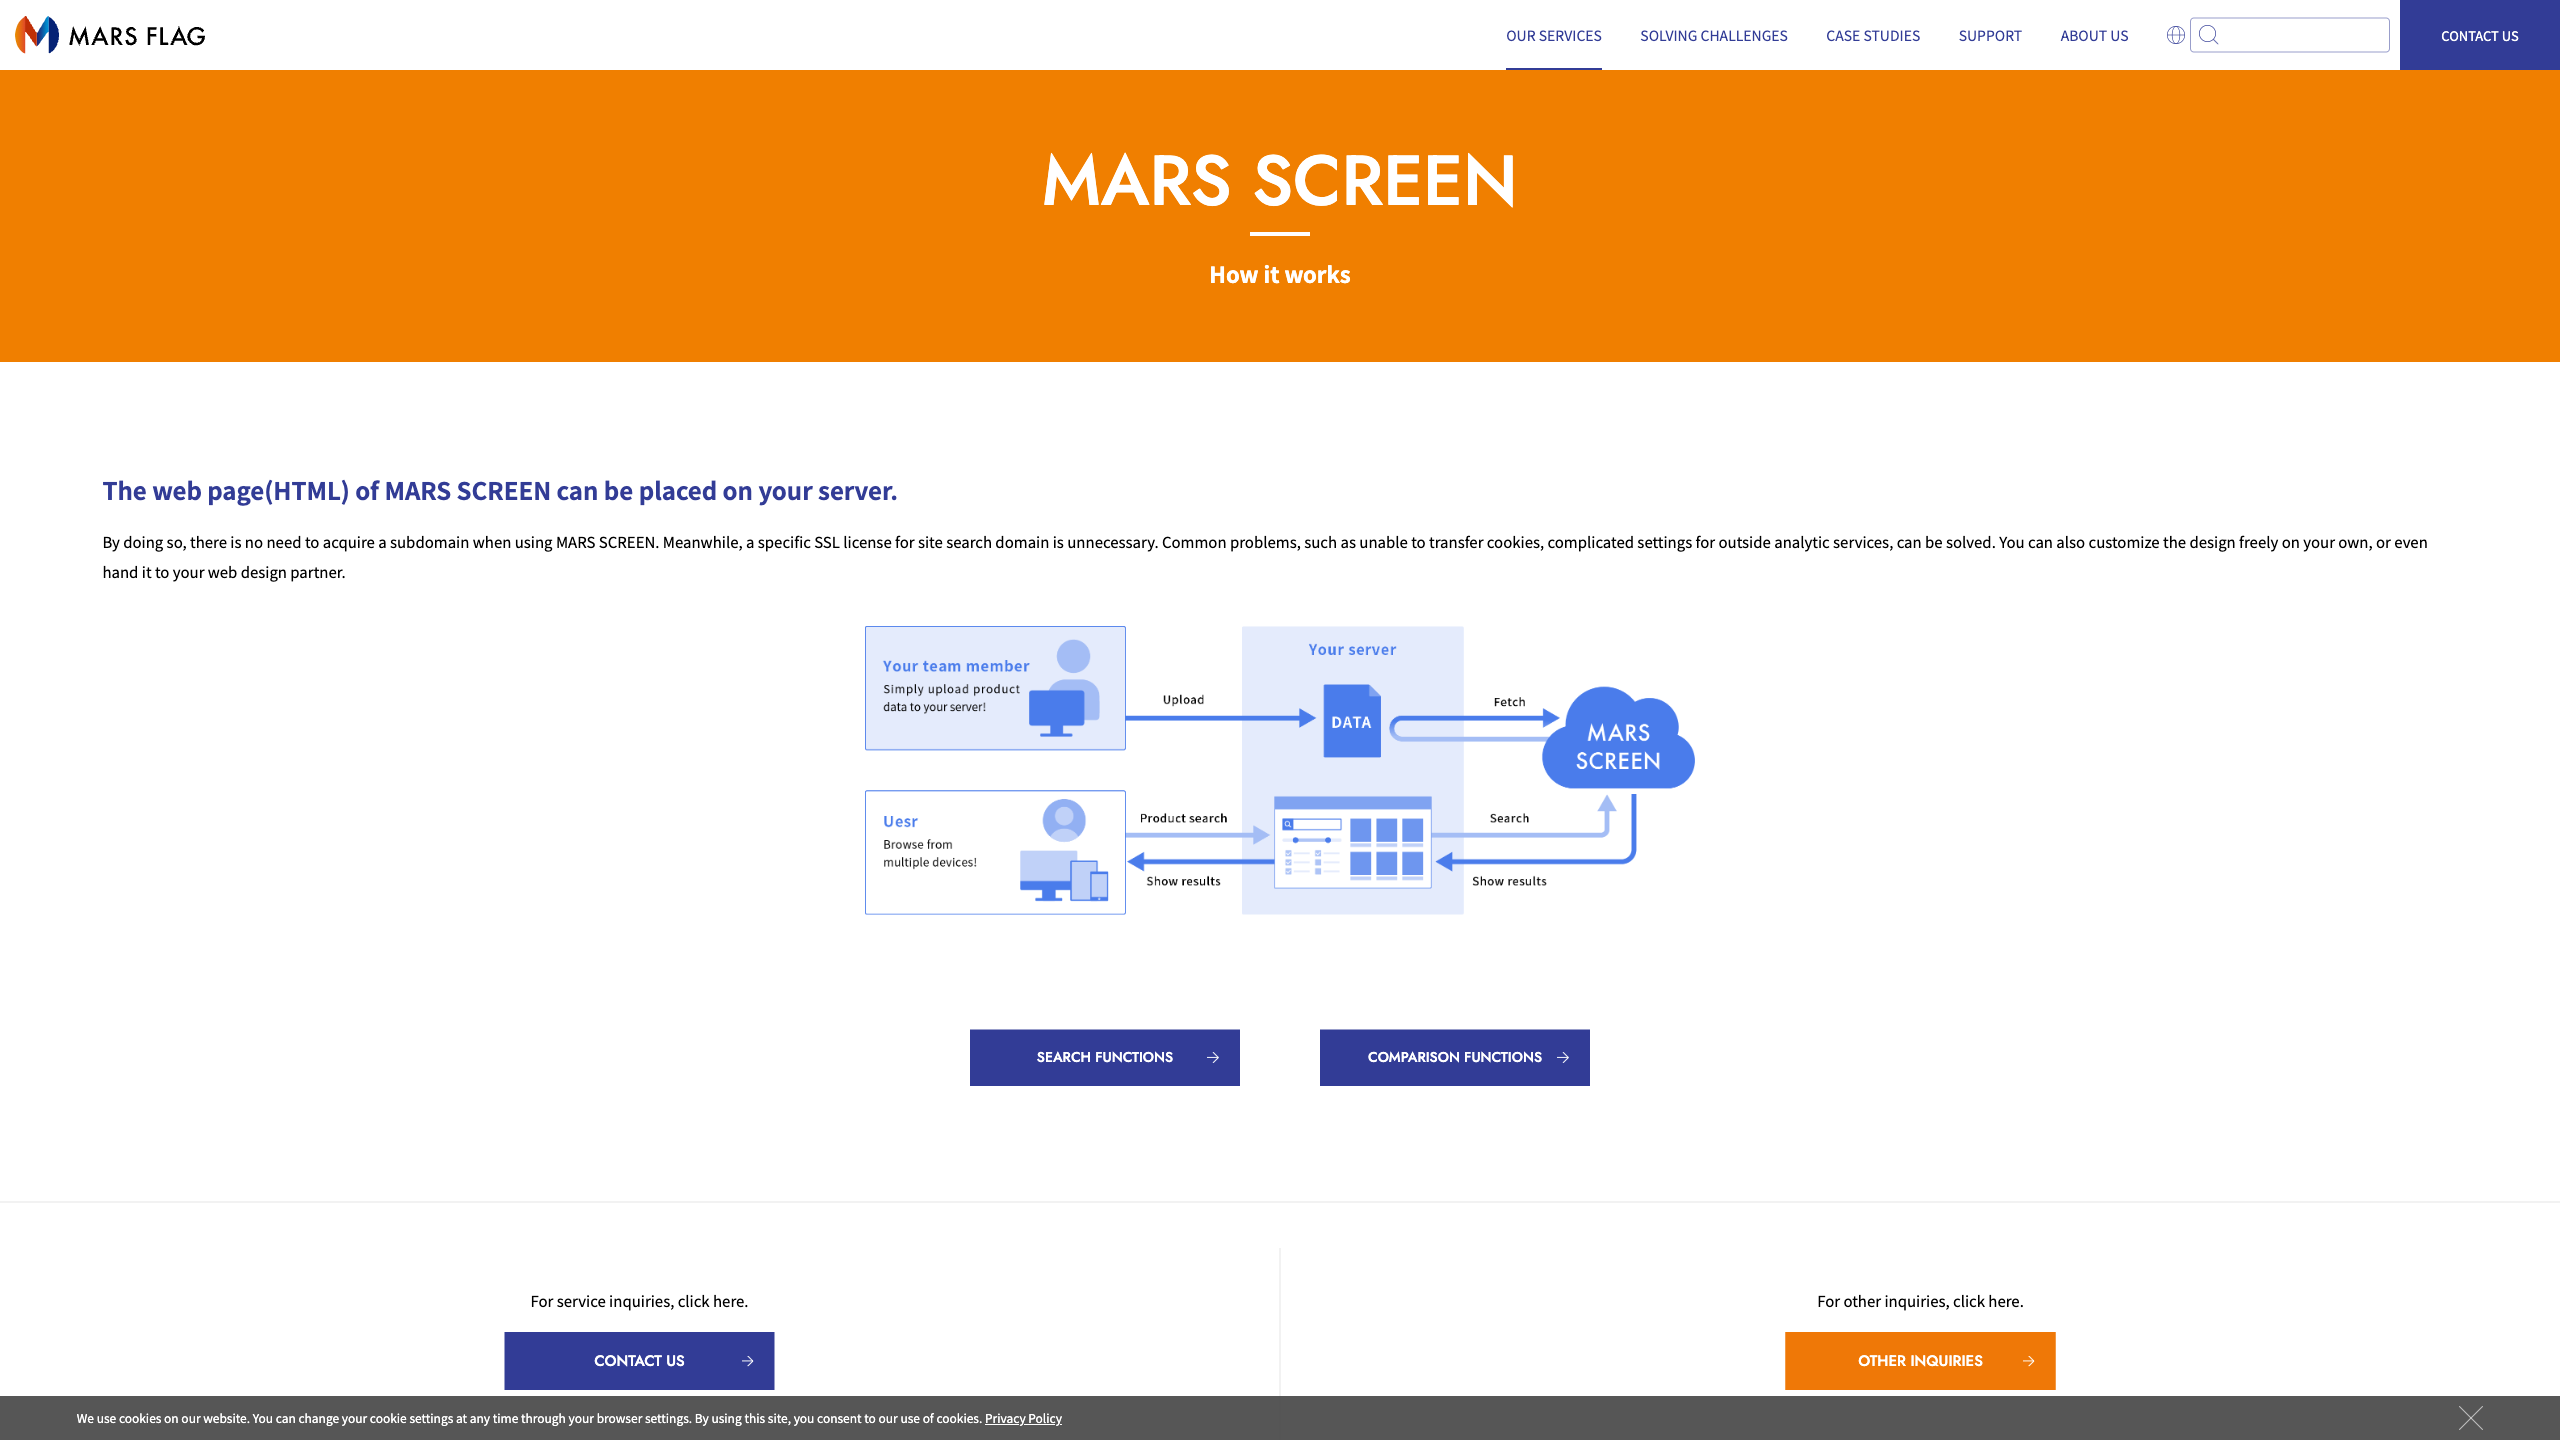 MARS FLAG
OUR SERVICES
SOLVING CHALLENGES
CASE STUDIES
SUPPORT
ABOUT US
CONTACT US
MARS SCREEN
How it works
The web page(HTML) of MARS SCREEN can be placed on your server.
By doing so, there is no need to acquire a subdomain when using MARS SCREEN. Meanwhile, a specific SSL license for site search domain is unnecessary. Common problems, such as unable to transfer cookies, complicated settings for outside analytic services, can be solved. You can also customize the design freely on your own, or even
hand it to your web design partner.
Your team member
Simply upload product
data to your server!
Upload
Your server
DATA
Fetch
MARS
SCREEN
Uesr
Browse from
multiple devices!
Product search
Show results
Search
Show results
SEARCH FUNCTIONS
COMPARISON FUNCTIONS
For service inquiries, click here.
CONTACT US
For other inquiries, click here.
OTHER INQUIRIES
We use cookies on our website. You can change your cookie settings at any time through your browser settings. By using this site, you consent to our use of cookies. Privacy Policy